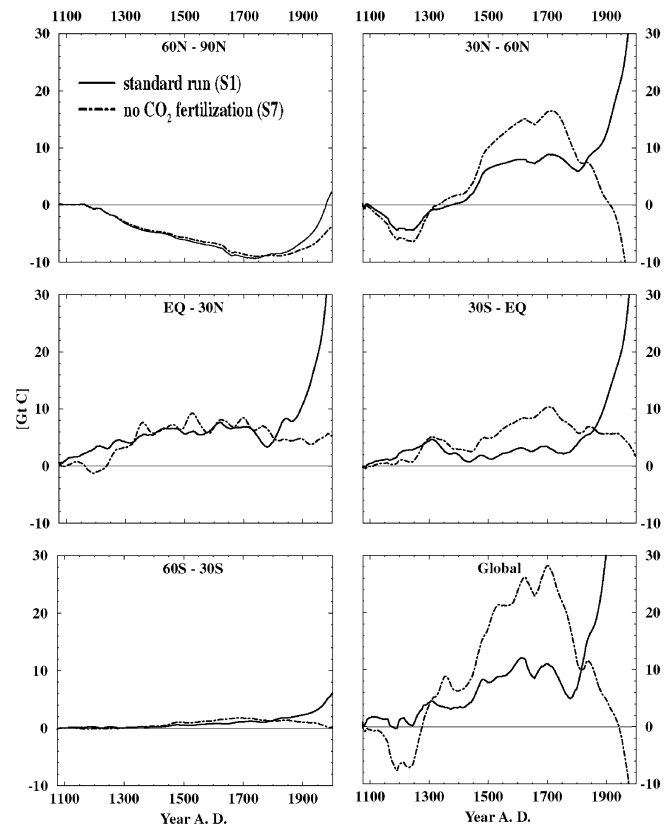 1100 1300 1500 1700 1900 1100 1300 1500 1700 1900
30 60N - 90N 30N - 60N 30
standard run (S1)
no CO2 fertilization (S7)
20 20
10 10
0 0
-10 -10
30 EQ - 30N 30S - EQ 30
20 20
[Gt C]
10 10
0 0
-10 -10
30 60S - 30S Global 30
20 20
10 10
0 0
-10 -10
1100 1300 1500 1700 1900 1100 1300 1500 1700 1900
Year A. D. Year A. D.